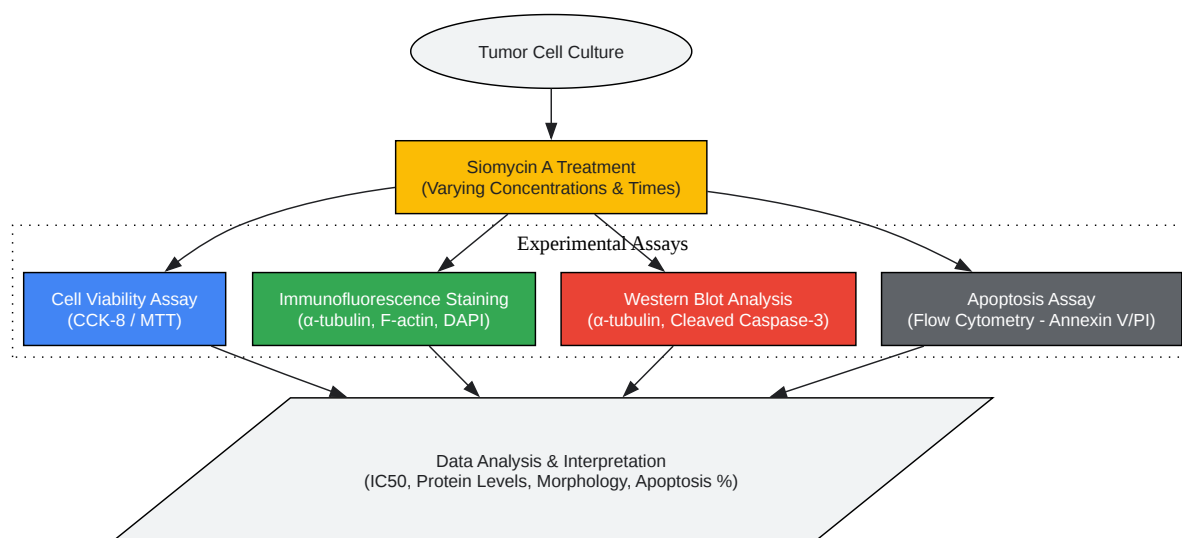 Tumor Cell Culture
Siomycin A Treatment
(Varying Concentrations & Times)
Experimental Assays
Cell Viability Assay
(CCK-8 / MTT)
Immunofluorescence Staining
(α-tubulin, F-actin, DAPI)
Western Blot Analysis
(α-tubulin, Cleaved Caspase-3)
Apoptosis Assay
(Flow Cytometry - Annexin V/PI)
Data Analysis & Interpretation
(IC50, Protein Levels, Morphology, Apoptosis %)